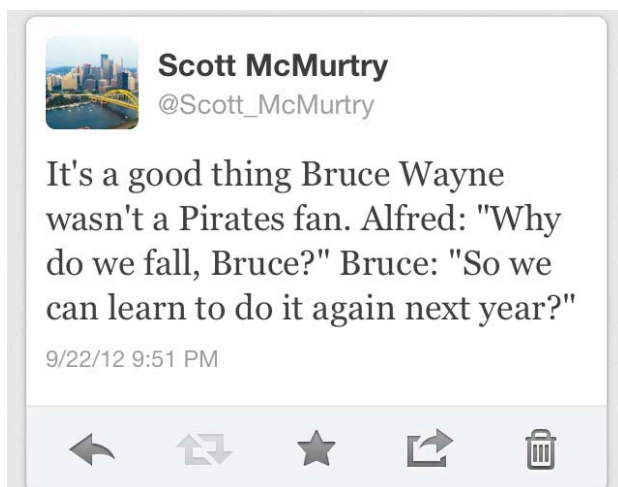 Scott McMurtry
@Scott_McMurtry
It's a good thing Bruce Wayne
wasn't a Pirates fan. Alfred: "Why
do we fall, Bruce?" Bruce: "So we
can learn to do it again next year?"
9/22/12 9:51 PM